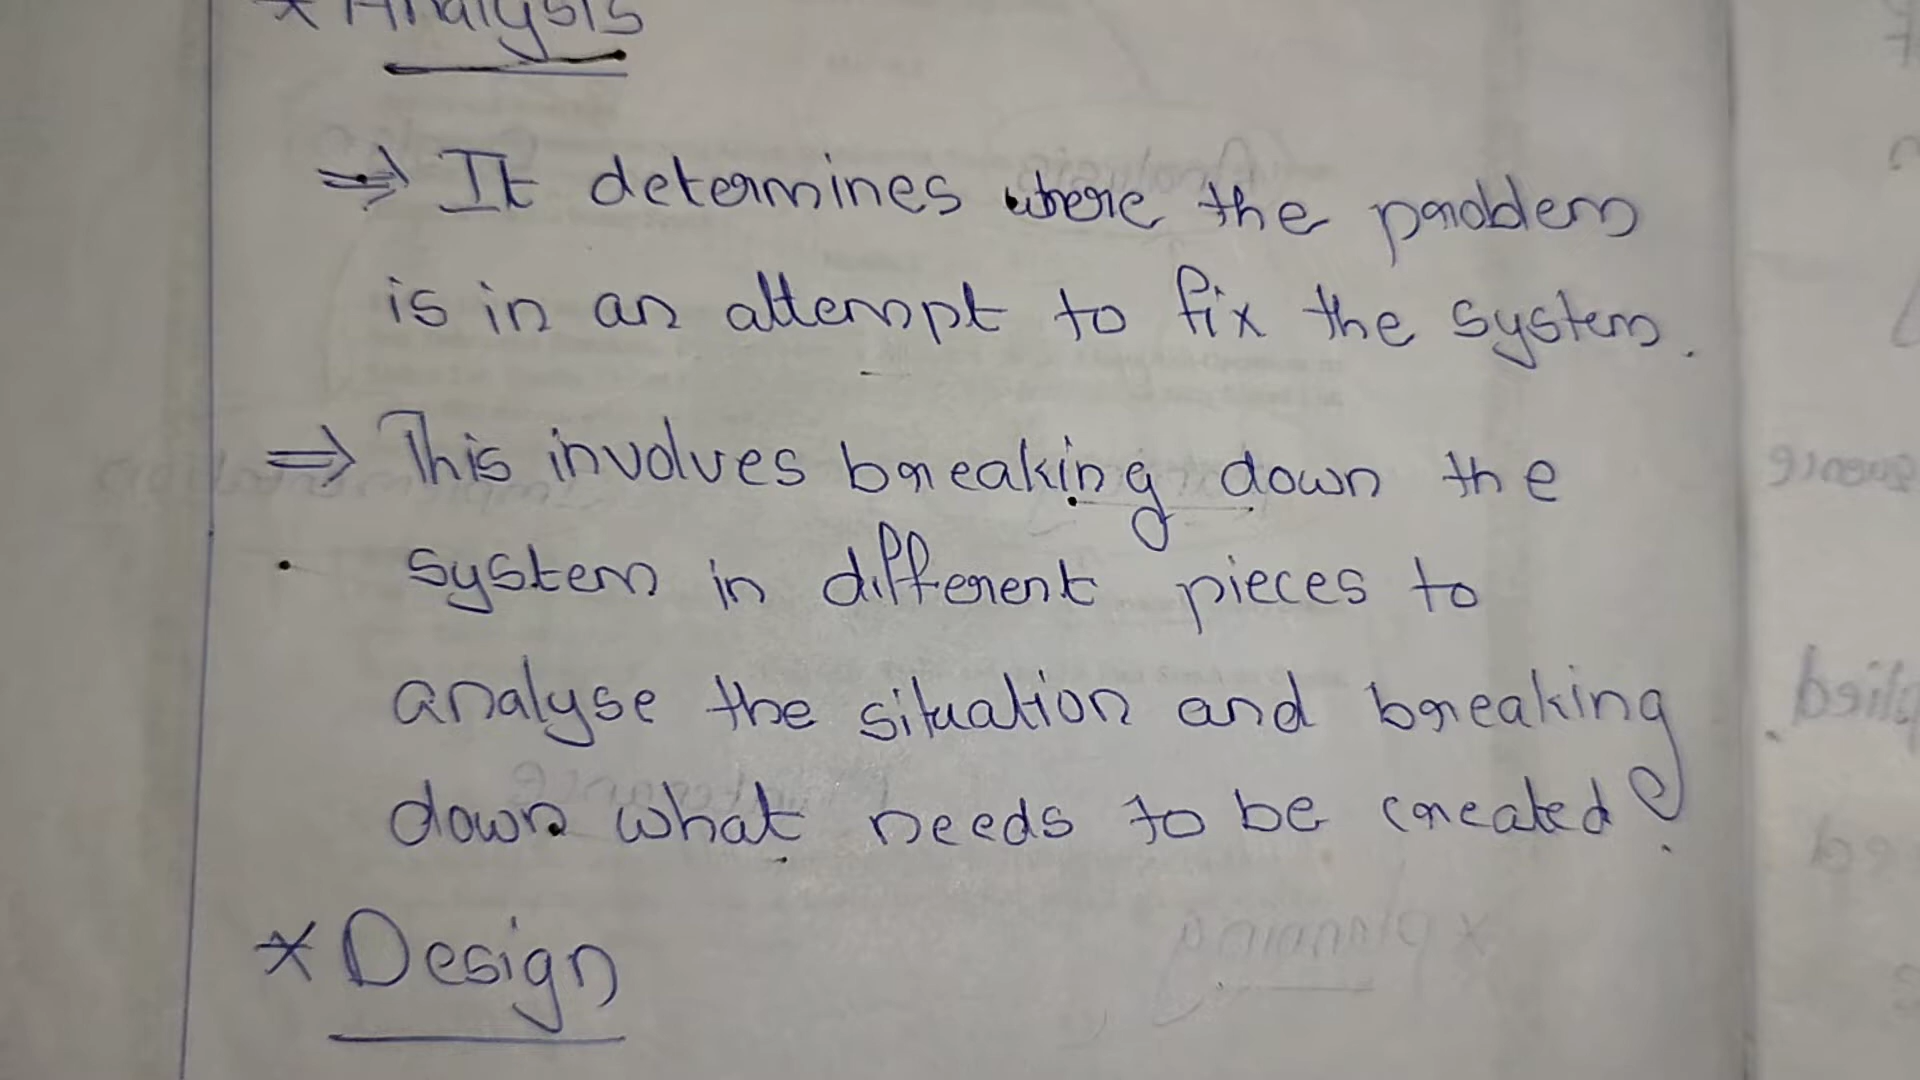 * Analysis
⇒ It determines where the problem
is in an attempt to fix the system.
⇒ This involves breaking down the
system in different pieces to
analyse the situation and breaking
down what needs to be created.
* Design